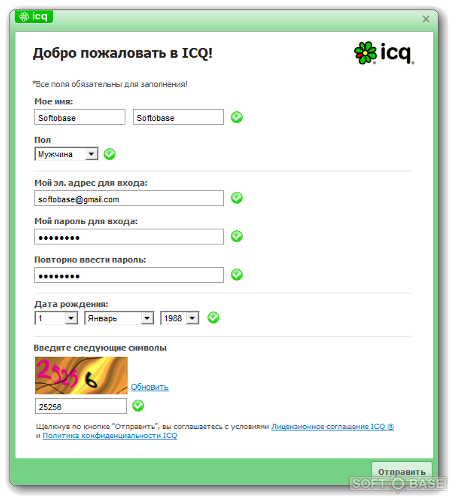 icq
Добро пожаловать в ICQ!
icq
*Все поля обязательны для заполнения!
Мое имя:
Softobase Softobase
Пол
Мужчина
Мой эл. адрес для входа:
softobase@gmail.com
Мой пароль для входа:
●●●●●●●●
Повторно ввести пароль:
●●●●●●●●
Дата рождения:
1 Январь 1988
Введите следующие символы
25256
Обновить
25256
Щелкнув по кнопке "Отправить", вы соглашаетесь с условиями Лицензионное соглашение ICQ ®
и Политика конфиденциальности ICQ
Отправить
SOFT BASE